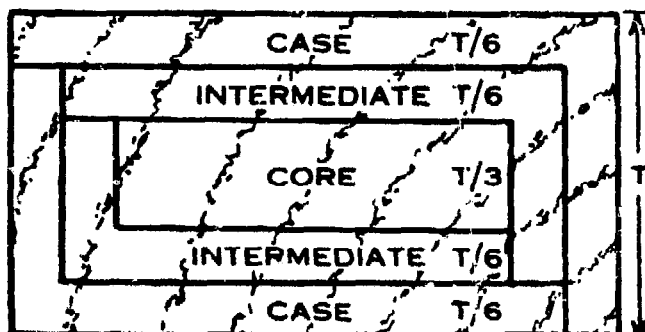 CASE T/6
INTERMEDIATE T/6
CORE T/3
T
INTERMEDIATE T/6
CASE T/6